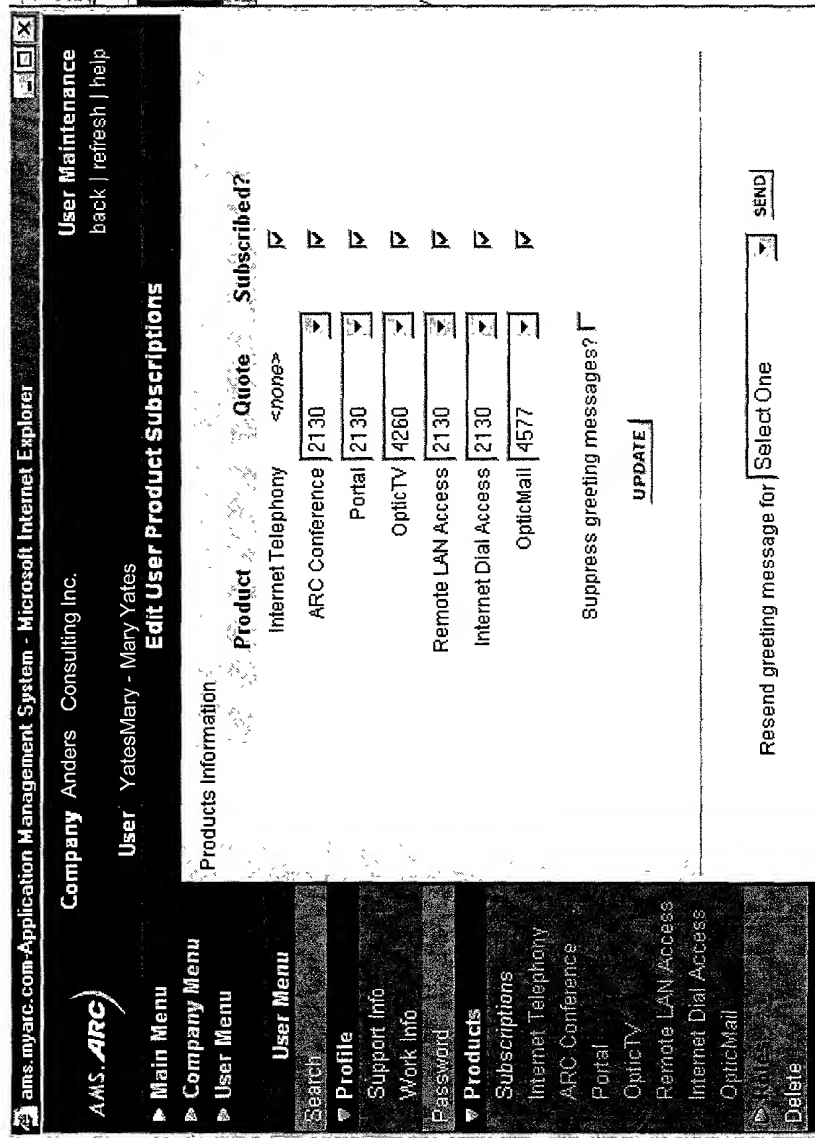 ams.myarc.com-Application Management System - Microsoft Internet Explorer
AMS.ARC
Company Anders Consulting Inc.
User Maintenance
User YatesMary - Mary Yates
back | refresh | help
Edit User Product Subscriptions
Main Menu
Company Menu
User Menu
User Menu
Search
Profile
Support Info
Work Info
Password
Products
Subscriptions
Internet Telephony
ARC Conference
Portal
OpticTV
Remote LAN Access
Internet Dial Access
OpticMail
Notes
Delete
Products Information
Product Quote Subscribed?
Internet Telephony <none>
ARC Conference 2130
Portal 2130
OpticTV 4260
Remote LAN Access 2130
Internet Dial Access 2130
OpticMail 4577
Suppress greeting messages?
UPDATE
Resend greeting message for Select One SEND